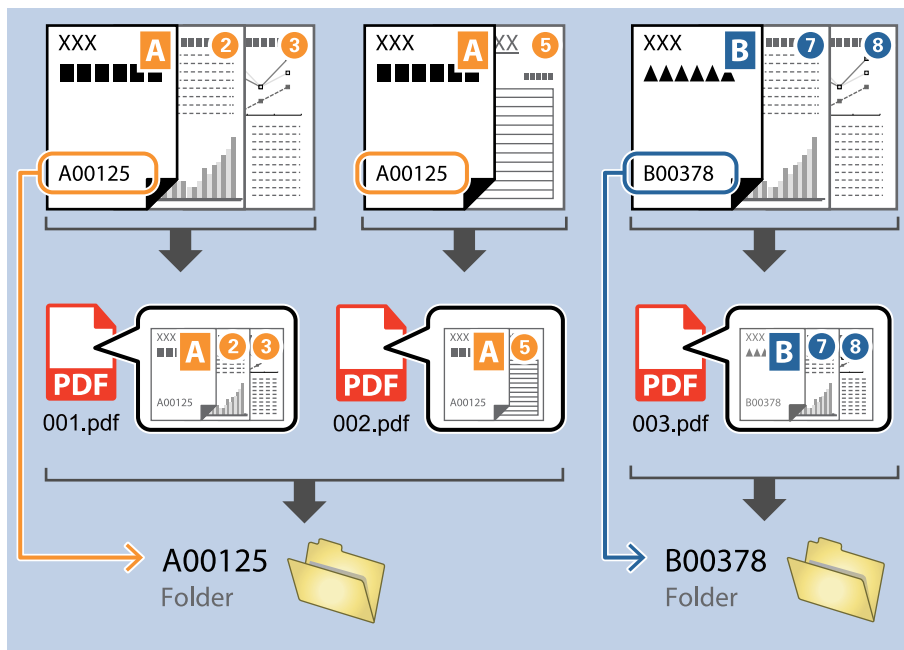 XXX A 2 3
A00125
XXX A XX 5
A00125
XXX B 7 8
B00378
XXX A 2 3
A00125
PDF
001.pdf
XXX A 5
A00125
PDF
002.pdf
XXX B 7 8
B00378
PDF
003.pdf
A00125
Folder
B00378
Folder